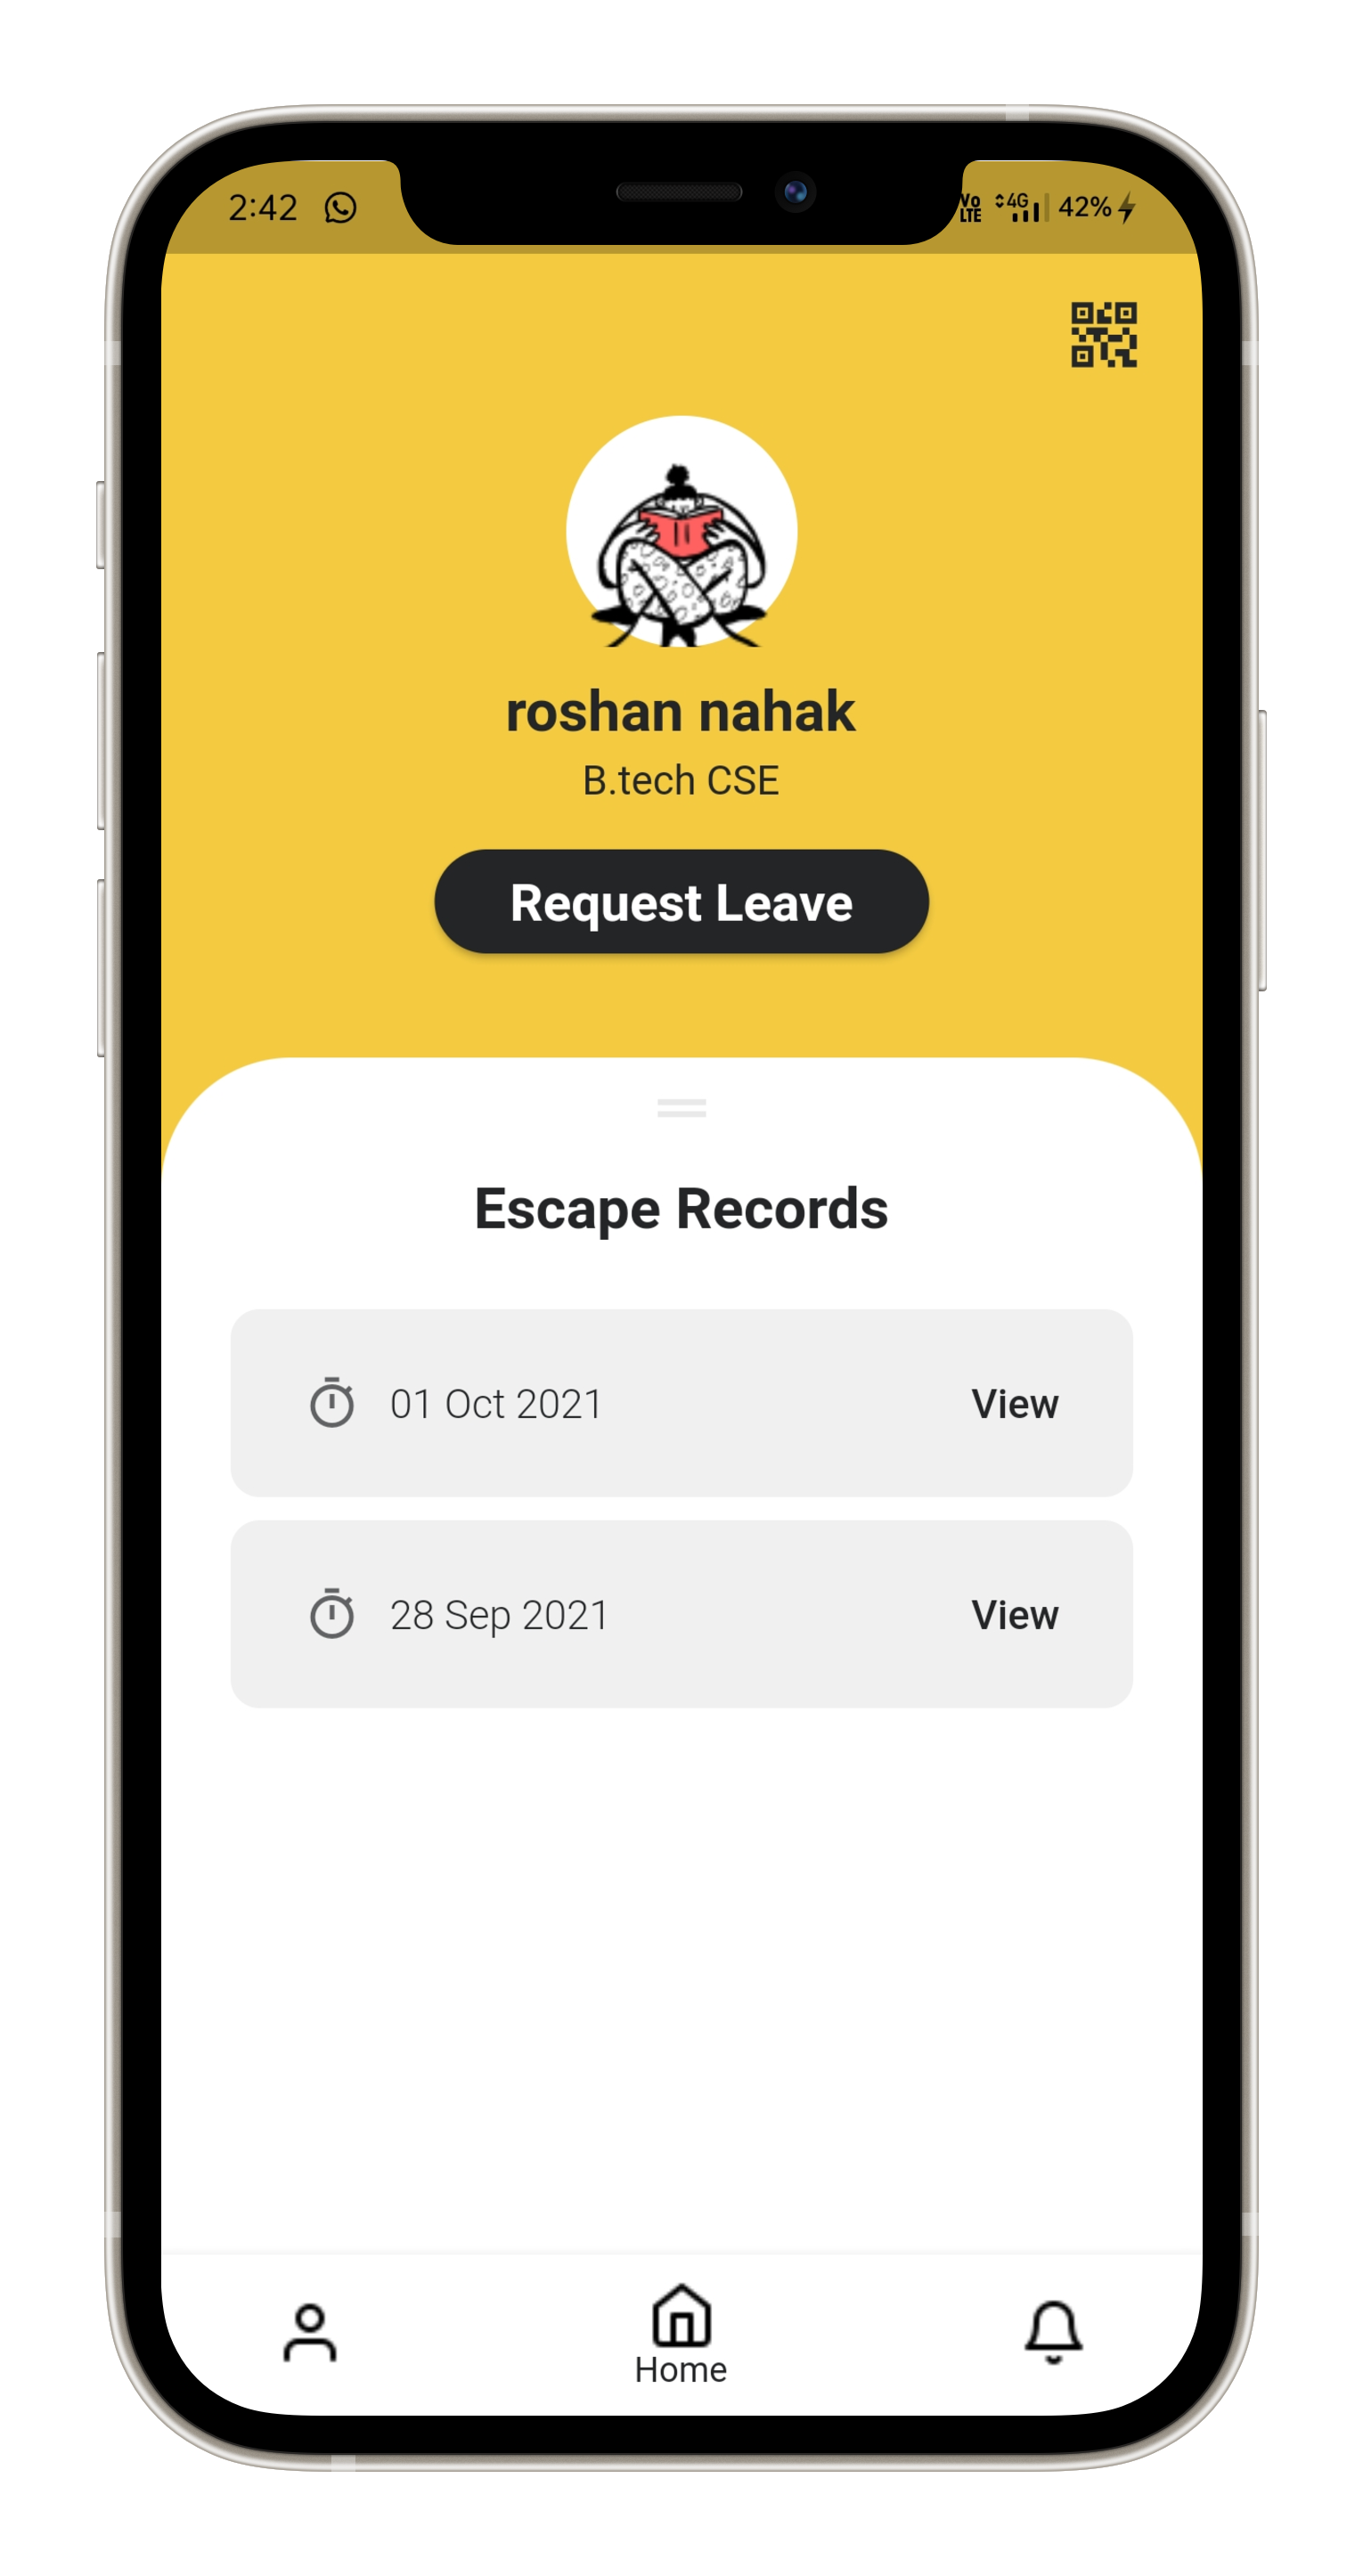 2:42 Vo LTE 4G 42%
roshan nahak
B.tech CSE
Request Leave
Escape Records
01 Oct 2021 View
28 Sep 2021 View
Home